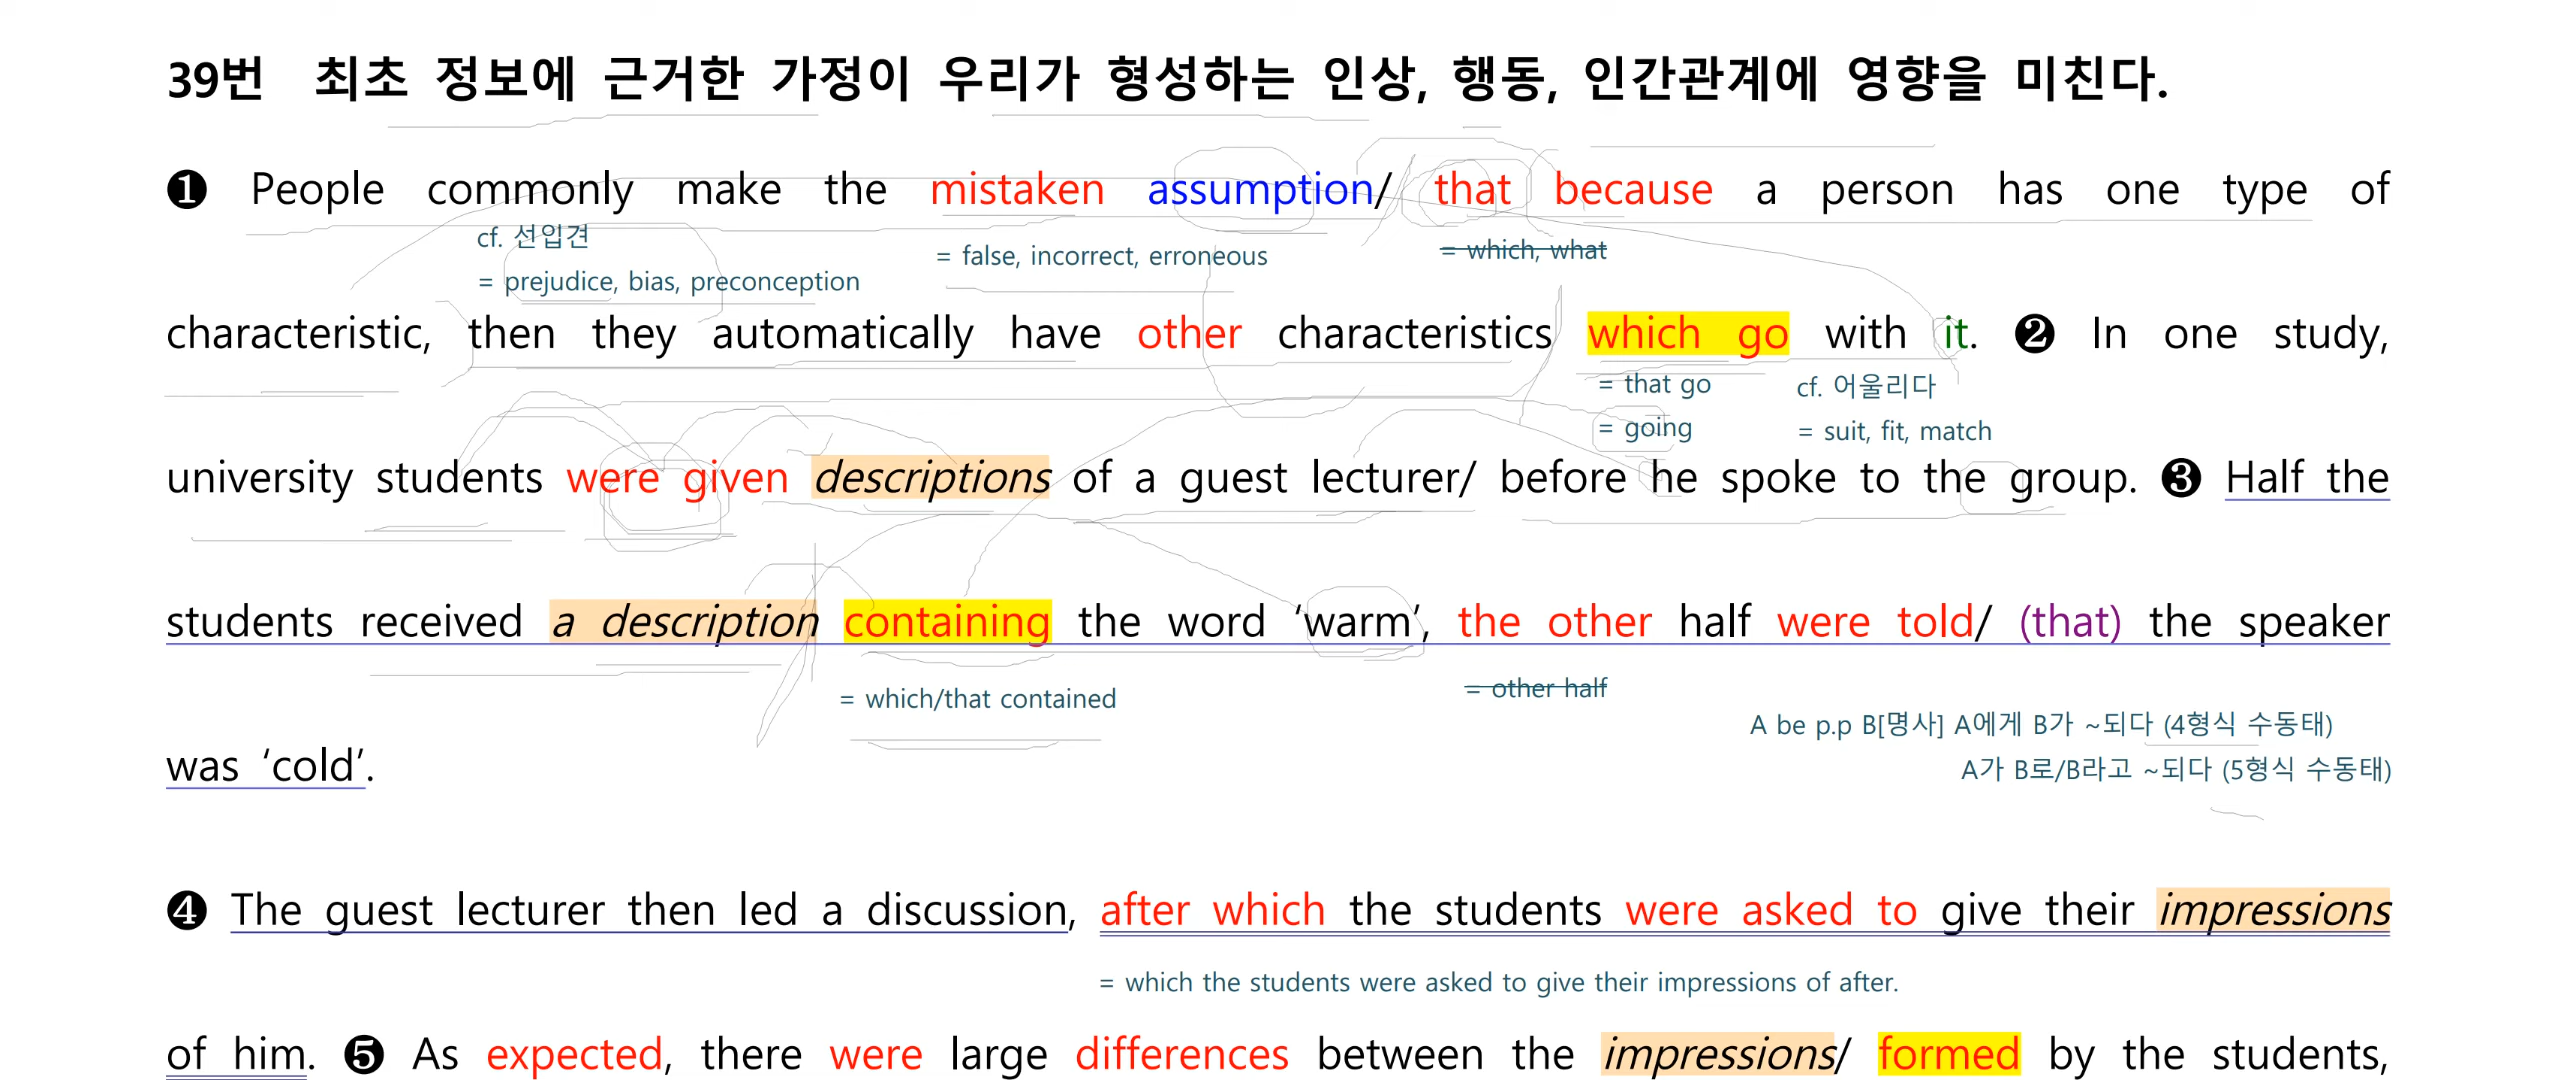 39번 최초 정보에 근거한 가정이 우리가 형성하는 인상, 행동, 인간관계에 영향을 미친다.
❶ People commonly make the mistaken assumption/ that because a person has one type of
cf. 선입견
= false, incorrect, erroneous
= which, what
= prejudice, bias, preconception
characteristic, then they automatically have other characteristics which go with it. ❷ In one study,
= that go
cf. 어울리다
= going
= suit, fit, match
university students were given descriptions of a guest lecturer/ before he spoke to the group. ❸ Half the
students received a description containing the word ‘warm’, the other half were told/ (that) the speaker
= which/that contained
= other half
A be p.p B[명사] A에게 B가 ~되다 (4형식 수동태)
was ‘cold’.
A가 B로/B라고 ~되다 (5형식 수동태)
❹ The guest lecturer then led a discussion, after which the students were asked to give their impressions
= which the students were asked to give their impressions of after.
of him. ❺ As expected, there were large differences between the impressions/ formed by the students,